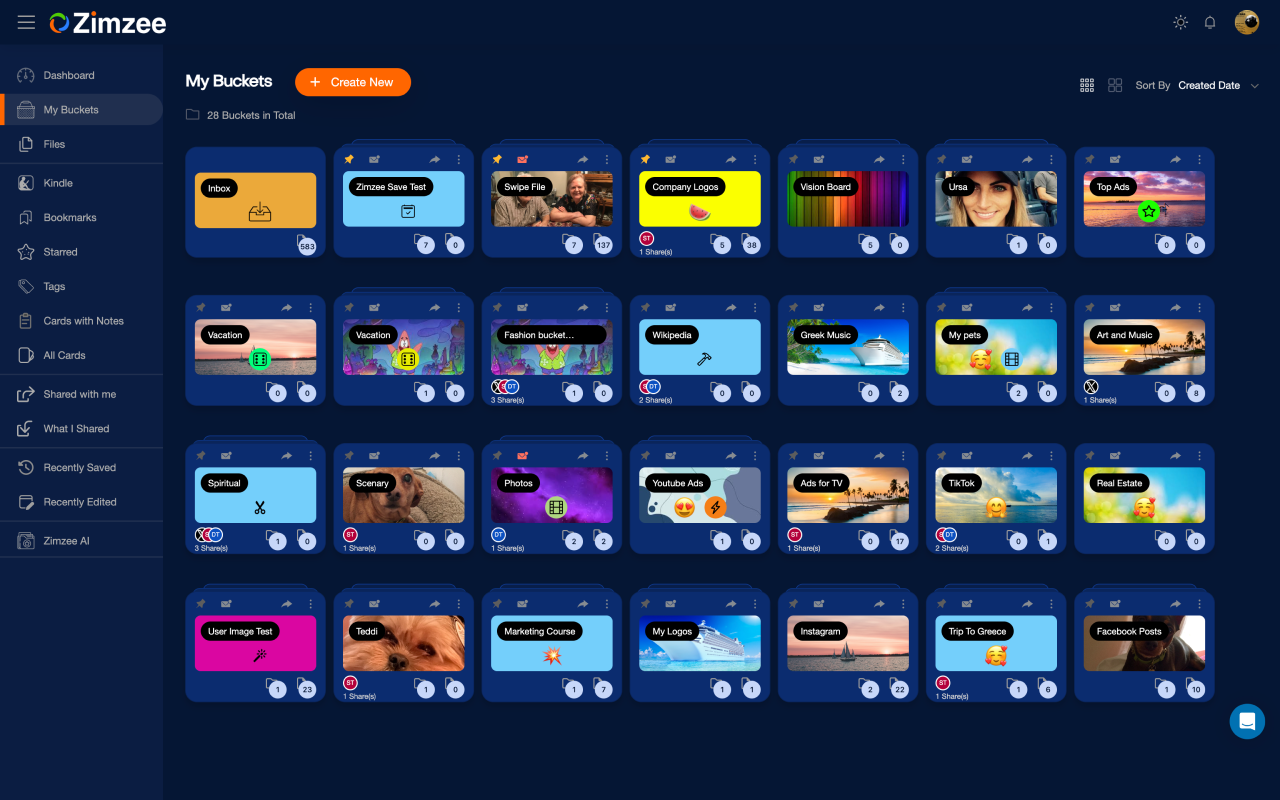 Zimzee
Dashboard
My Buckets
Files
Kindle
Bookmarks
Starred
Tags
Cards with Notes
All Cards
Shared with me
What I Shared
Recently Saved
Recently Edited
Zimzee AI
My Buckets
+ Create New
Sort By Created Date
28 Buckets in Total
Inbox
583
Zimzee Save Test
7 0
Swipe File
7 137
Company Logos
ST
1 Share(s)
5 38
Vision Board
5 0
Ursa
1 0
Top Ads
0 0
Vacation
0 0
Vacation
1 0
Fashion bucket...
X S DT
3 Share(s)
1 0
Wikipedia
S DT
2 Share(s)
0 0
Greek Music
0 2
My pets
2 0
Art and Music
X
1 Share(s)
0 8
Spiritual
X S DT
3 Share(s)
1 0
Scenary
ST
1 Share(s)
0 0
Photos
DT
1 Share(s)
2 2
Youtube Ads
1 0
Ads for TV
ST
1 Share(s)
0 17
TikTok
S DT
2 Share(s)
0 1
Real Estate
0 0
User Image Test
1 23
Teddi
ST
1 Share(s)
1 0
Marketing Course
1 7
My Logos
1 1
Instagram
2 22
Trip To Greece
ST
1 Share(s)
1 6
Facebook Posts
1 10